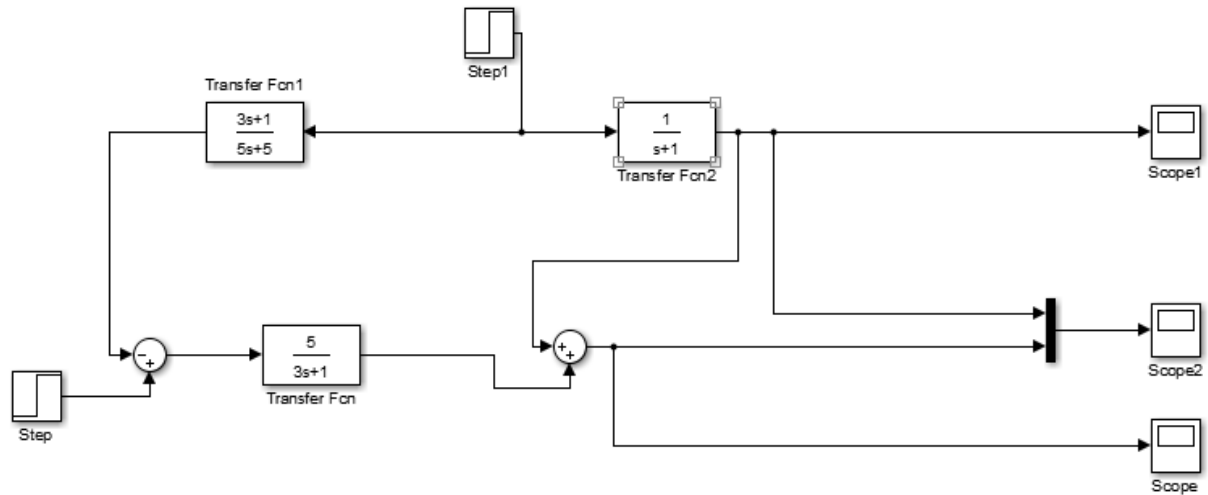 Step1
Transfer Fcn1
3s+1
5s+5
1
s+1
Transfer Fcn2
Scope1
-
+
5
3s+1
Transfer Fcn
+
+
Scope2
Step
Scope